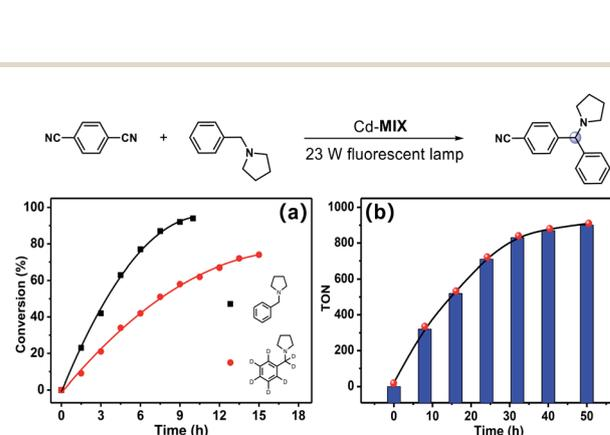 NC CN + N Cd-MIX NC N
23 W fluorescent lamp
(a)
Conversion (%)
100
80
60
40
20
0
N
N
D D D D D D D
0 3 6 9 12 15 18
Time (h)
(b)
TON
1000
800
600
400
200
0
0 10 20 30 40 50
Time (h)